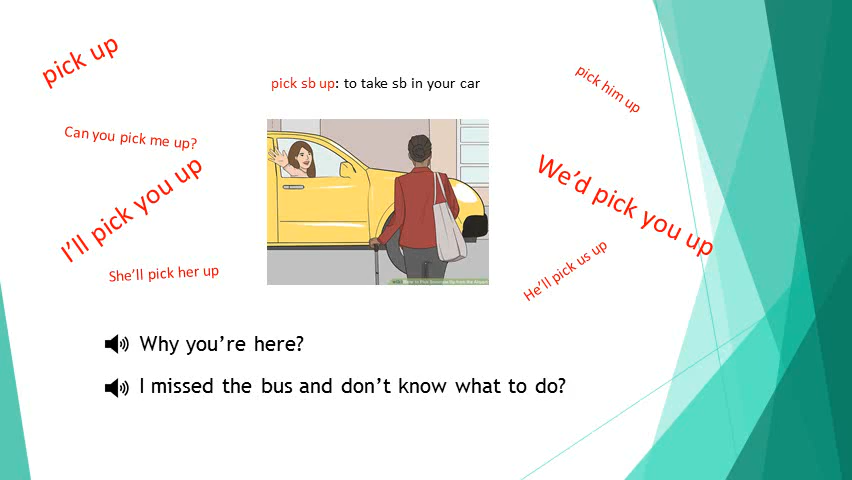 pick up
pick sb up: to take sb in your car
pick him up
Can you pick me up?
I’ll pick you up
We’d pick you up
She’ll pick her up
He’ll pick us up
Why you’re here?
I missed the bus and don’t know what to do?